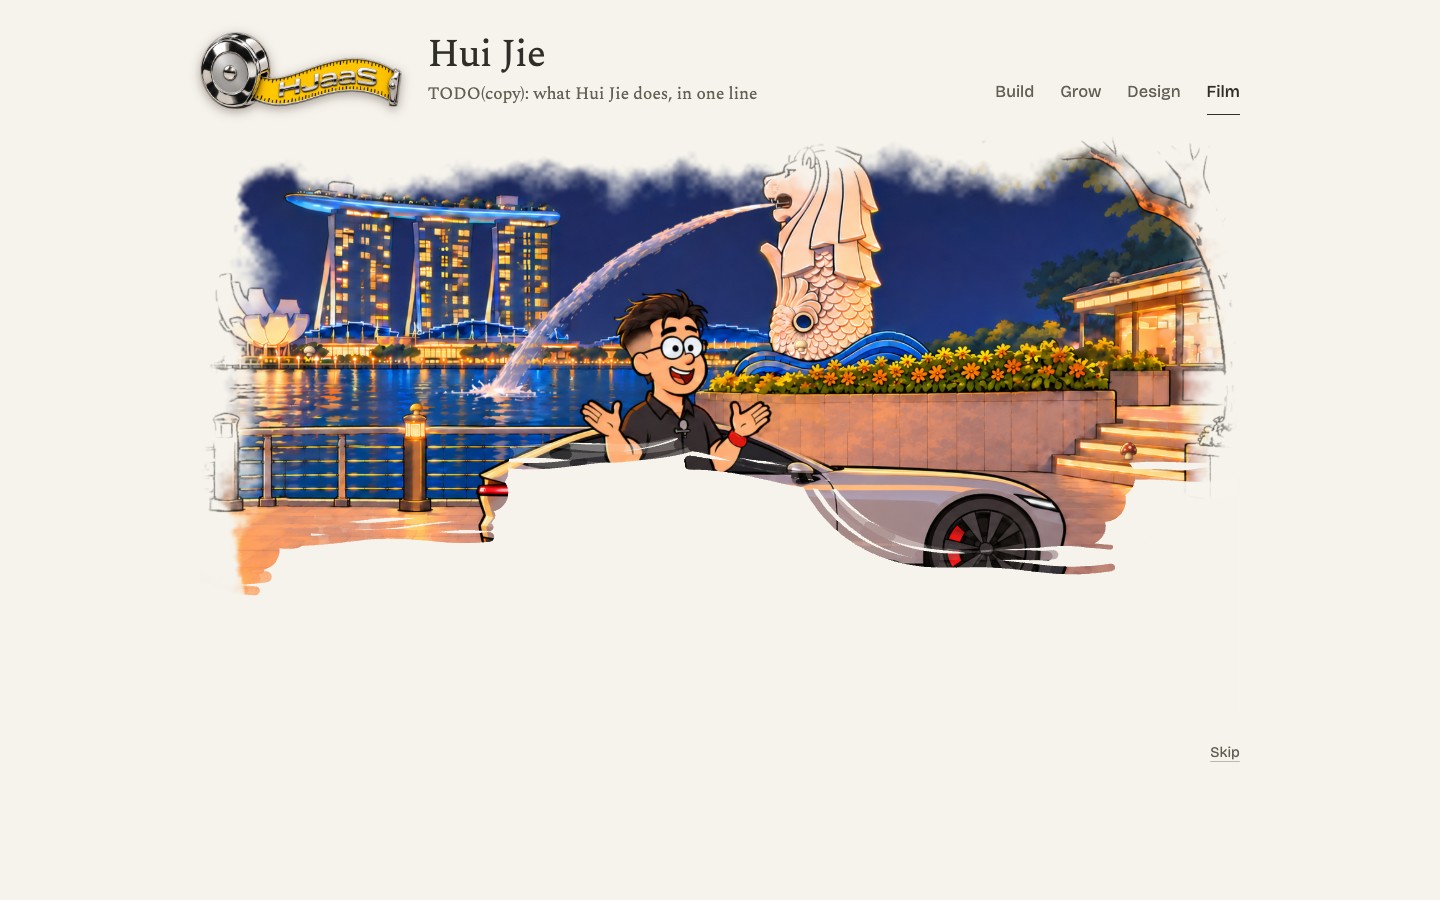 HJaaS
Hui Jie
TODO(copy): what Hui Jie does, in one line
Build Grow Design Film
Skip